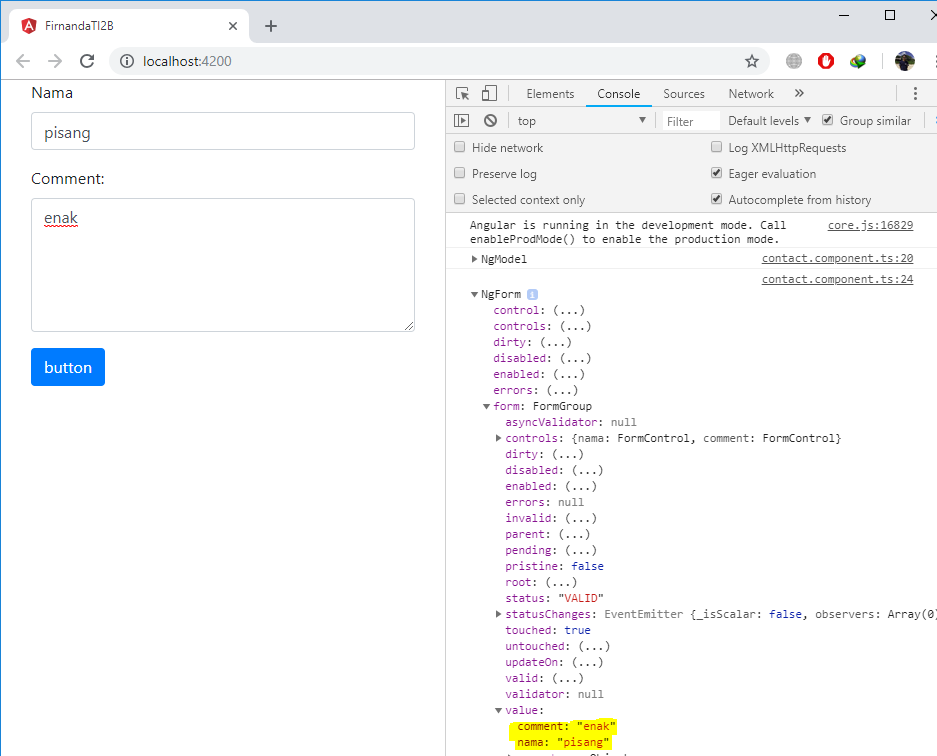 FirnandaTI2B
localhost:4200
Nama
pisang
Comment:
enak
button
Elements Console Sources Network »
top Filter Default levels Group similar
Hide network Log XMLHttpRequests
Preserve log Eager evaluation
Selected context only Autocomplete from history
Angular is running in the development mode. Call core.js:16829
enableProdMode() to enable the production mode.
NgModel contact.component.ts:20
contact.component.ts:24
NgForm i
control: (...)
controls: (...)
dirty: (...)
disabled: (...)
enabled: (...)
errors: (...)
form: FormGroup
asyncValidator: null
controls: {nama: FormControl, comment: FormControl}
dirty: (...)
disabled: (...)
enabled: (...)
errors: null
invalid: (...)
parent: (...)
pending: (...)
pristine: false
root: (...)
status: "VALID"
statusChanges: EventEmitter {_isScalar: false, observers: Array(0)
touched: true
untouched: (...)
updateOn: (...)
valid: (...)
validator: null
value:
comment: "enak"
nama: "pisang"